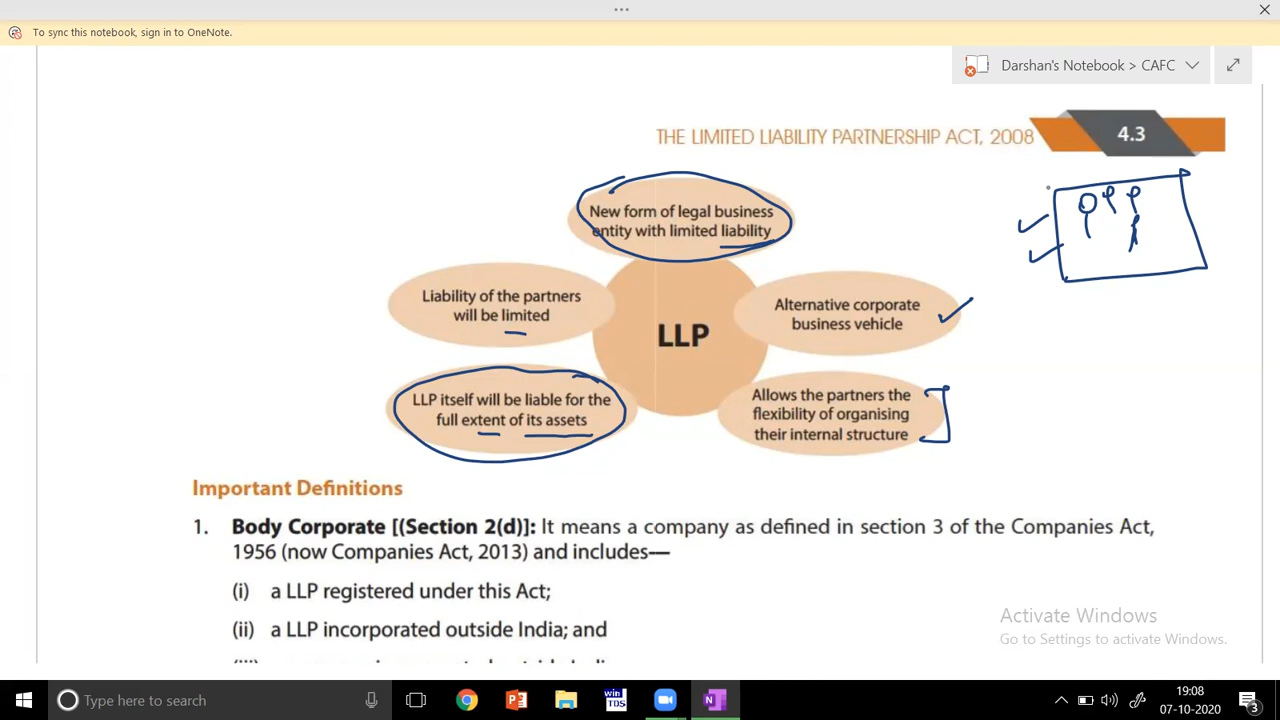 To sync this notebook, sign in to OneNote.
Darshan's Notebook > CAFC
THE LIMITED LIABILITY PARTNERSHIP ACT, 2008
4.3
New form of legal business
entity with limited liability
Liability of the partners
will be limited
Alternative corporate
business vehicle
LLP
LLP itself will be liable for the
full extent of its assets
Allows the partners the
flexibility of organising
their internal structure
Important Definitions
1. Body Corporate [(Section 2(d)]: It means a company as defined in section 3 of the Companies Act,
1956 (now Companies Act, 2013) and includes—
(i) a LLP registered under this Act;
(ii) a LLP incorporated outside India; and
Activate Windows
Go to Settings to activate Windows.
Type here to search
win
TDS
19:08
07-10-2020
3